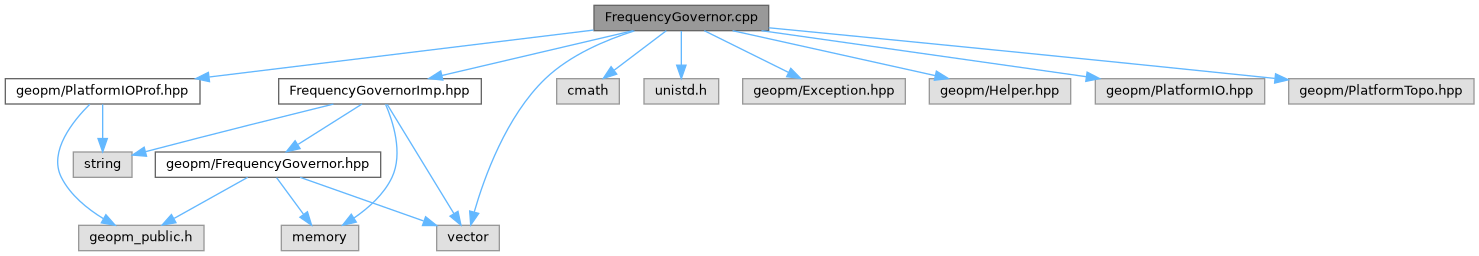 FrequencyGovernor.cpp
geopm/PlatformIOProf.hpp
FrequencyGovernorImp.hpp
cmath
unistd.h
geopm/Exception.hpp
geopm/Helper.hpp
geopm/PlatformIO.hpp
geopm/PlatformTopo.hpp
string
geopm/FrequencyGovernor.hpp
geopm_public.h
memory
vector